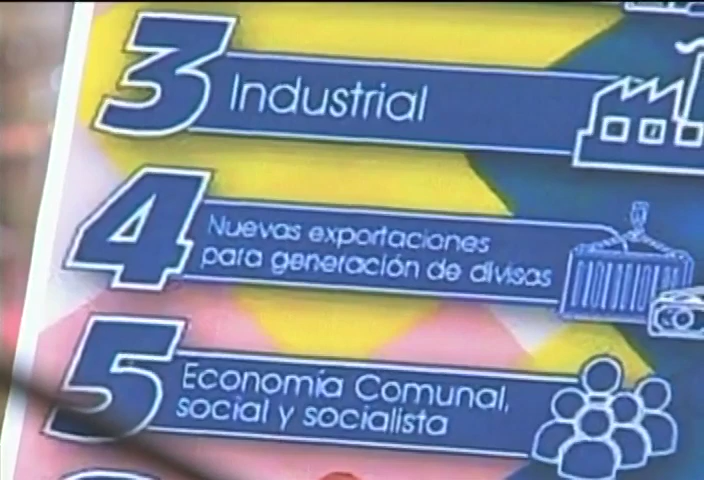 3 Industrial
4 Nuevas exportaciones
para generación de divisas
5 Economía Comunal,
social y socialista